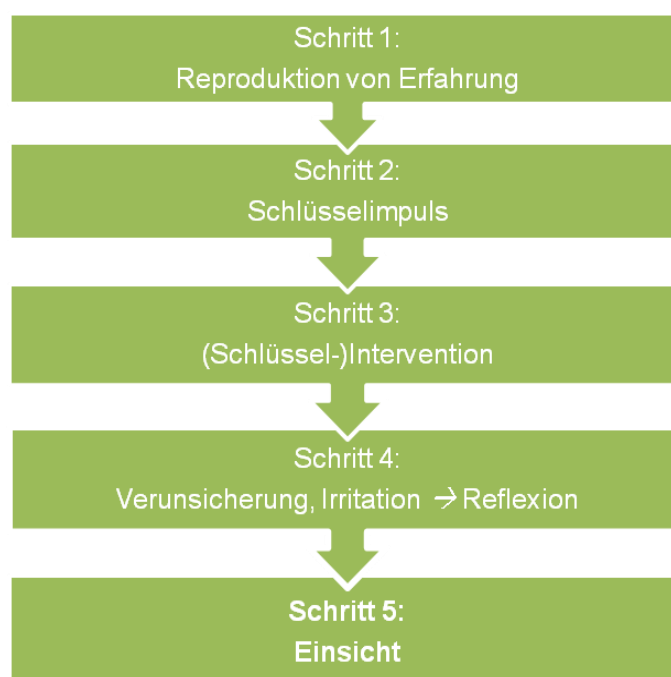 Schritt 1:
Reproduktion von Erfahrung
Schritt 2:
Schlüsselimpuls
Schritt 3:
(Schlüssel-)Intervention
Schritt 4:
Verunsicherung, Irritation → Reflexion
Schritt 5:
Einsicht